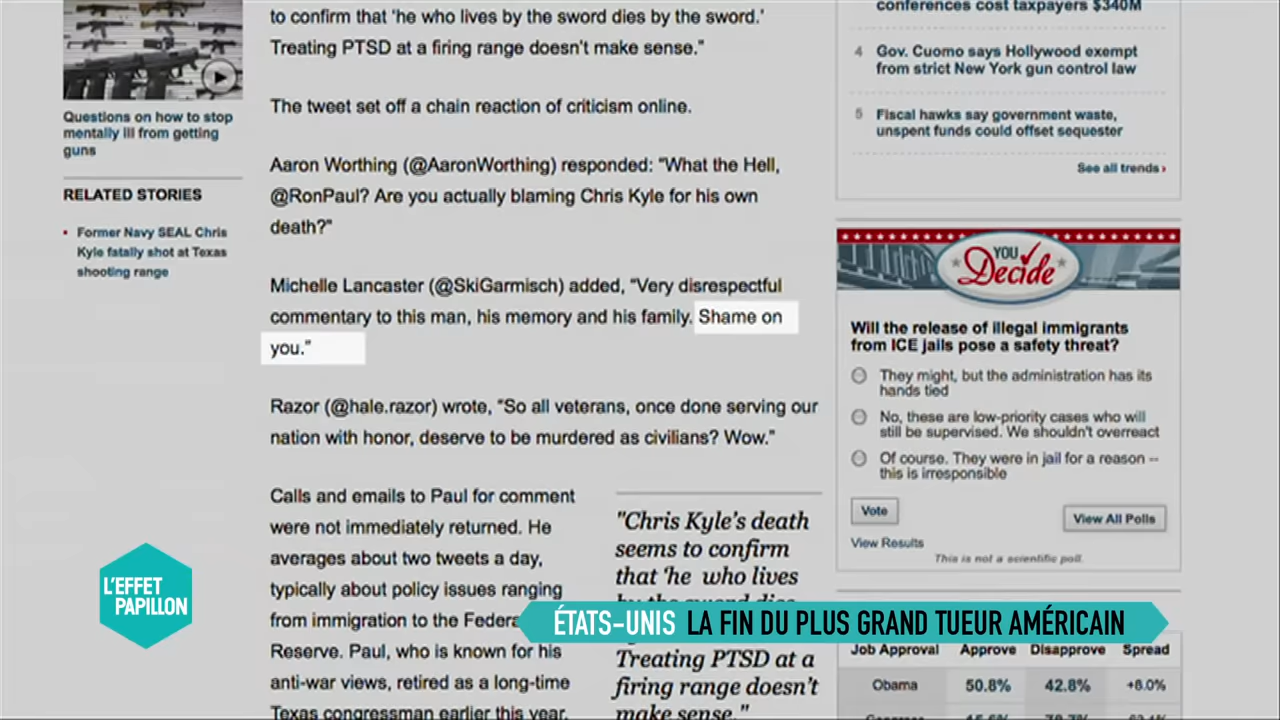 Questions on how to stop
mentally ill from getting
guns
RELATED STORIES
Former Navy SEAL Chris
Kyle fatally shot at Texas
shooting range
to confirm that ‘he who lives by the sword dies by the sword.’
Treating PTSD at a firing range doesn’t make sense.”
The tweet set off a chain reaction of criticism online.
Aaron Worthing (@AaronWorthing) responded: “What the Hell,
@RonPaul? Are you actually blaming Chris Kyle for his own
death?”
Michelle Lancaster (@SkiGarmisch) added, “Very disrespectful
commentary to this man, his memory and his family. Shame on
you.”
Razor (@hale.razor) wrote, “So all veterans, once done serving our
nation with honor, deserve to be murdered as civilians? Wow.”
Calls and emails to Paul for comment
were not immediately returned. He
averages about two tweets a day,
typically about policy issues ranging
from immigration to the Federa
Reserve. Paul, who is known for his
anti-war views, retired as a long-time
Texas congressman earlier this year.
"Chris Kyle’s death
seems to confirm
that ‘he who lives
Treating PTSD at a
firing range doesn’t
make sense."
conferences cost taxpayers $340M
4 Gov. Cuomo says Hollywood exempt
from strict New York gun control law
5 Fiscal hawks say government waste,
unspent funds could offset sequester
See all trends ›
YOU
Decide
Will the release of illegal immigrants
from ICE jails pose a safety threat?
They might, but the administration has its
hands tied
No, these are low-priority cases who will
still be supervised. We shouldn't overreact
Of course. They were in jail for a reason --
this is irresponsible
Vote
View All Polls
View Results
This is not a scientific poll.
Job Approval Approve Disapprove Spread
Obama 50.8% 42.8% +8.0%
L'EFFET
PAPILLON
ÉTATS-UNIS LA FIN DU PLUS GRAND TUEUR AMÉRICAIN